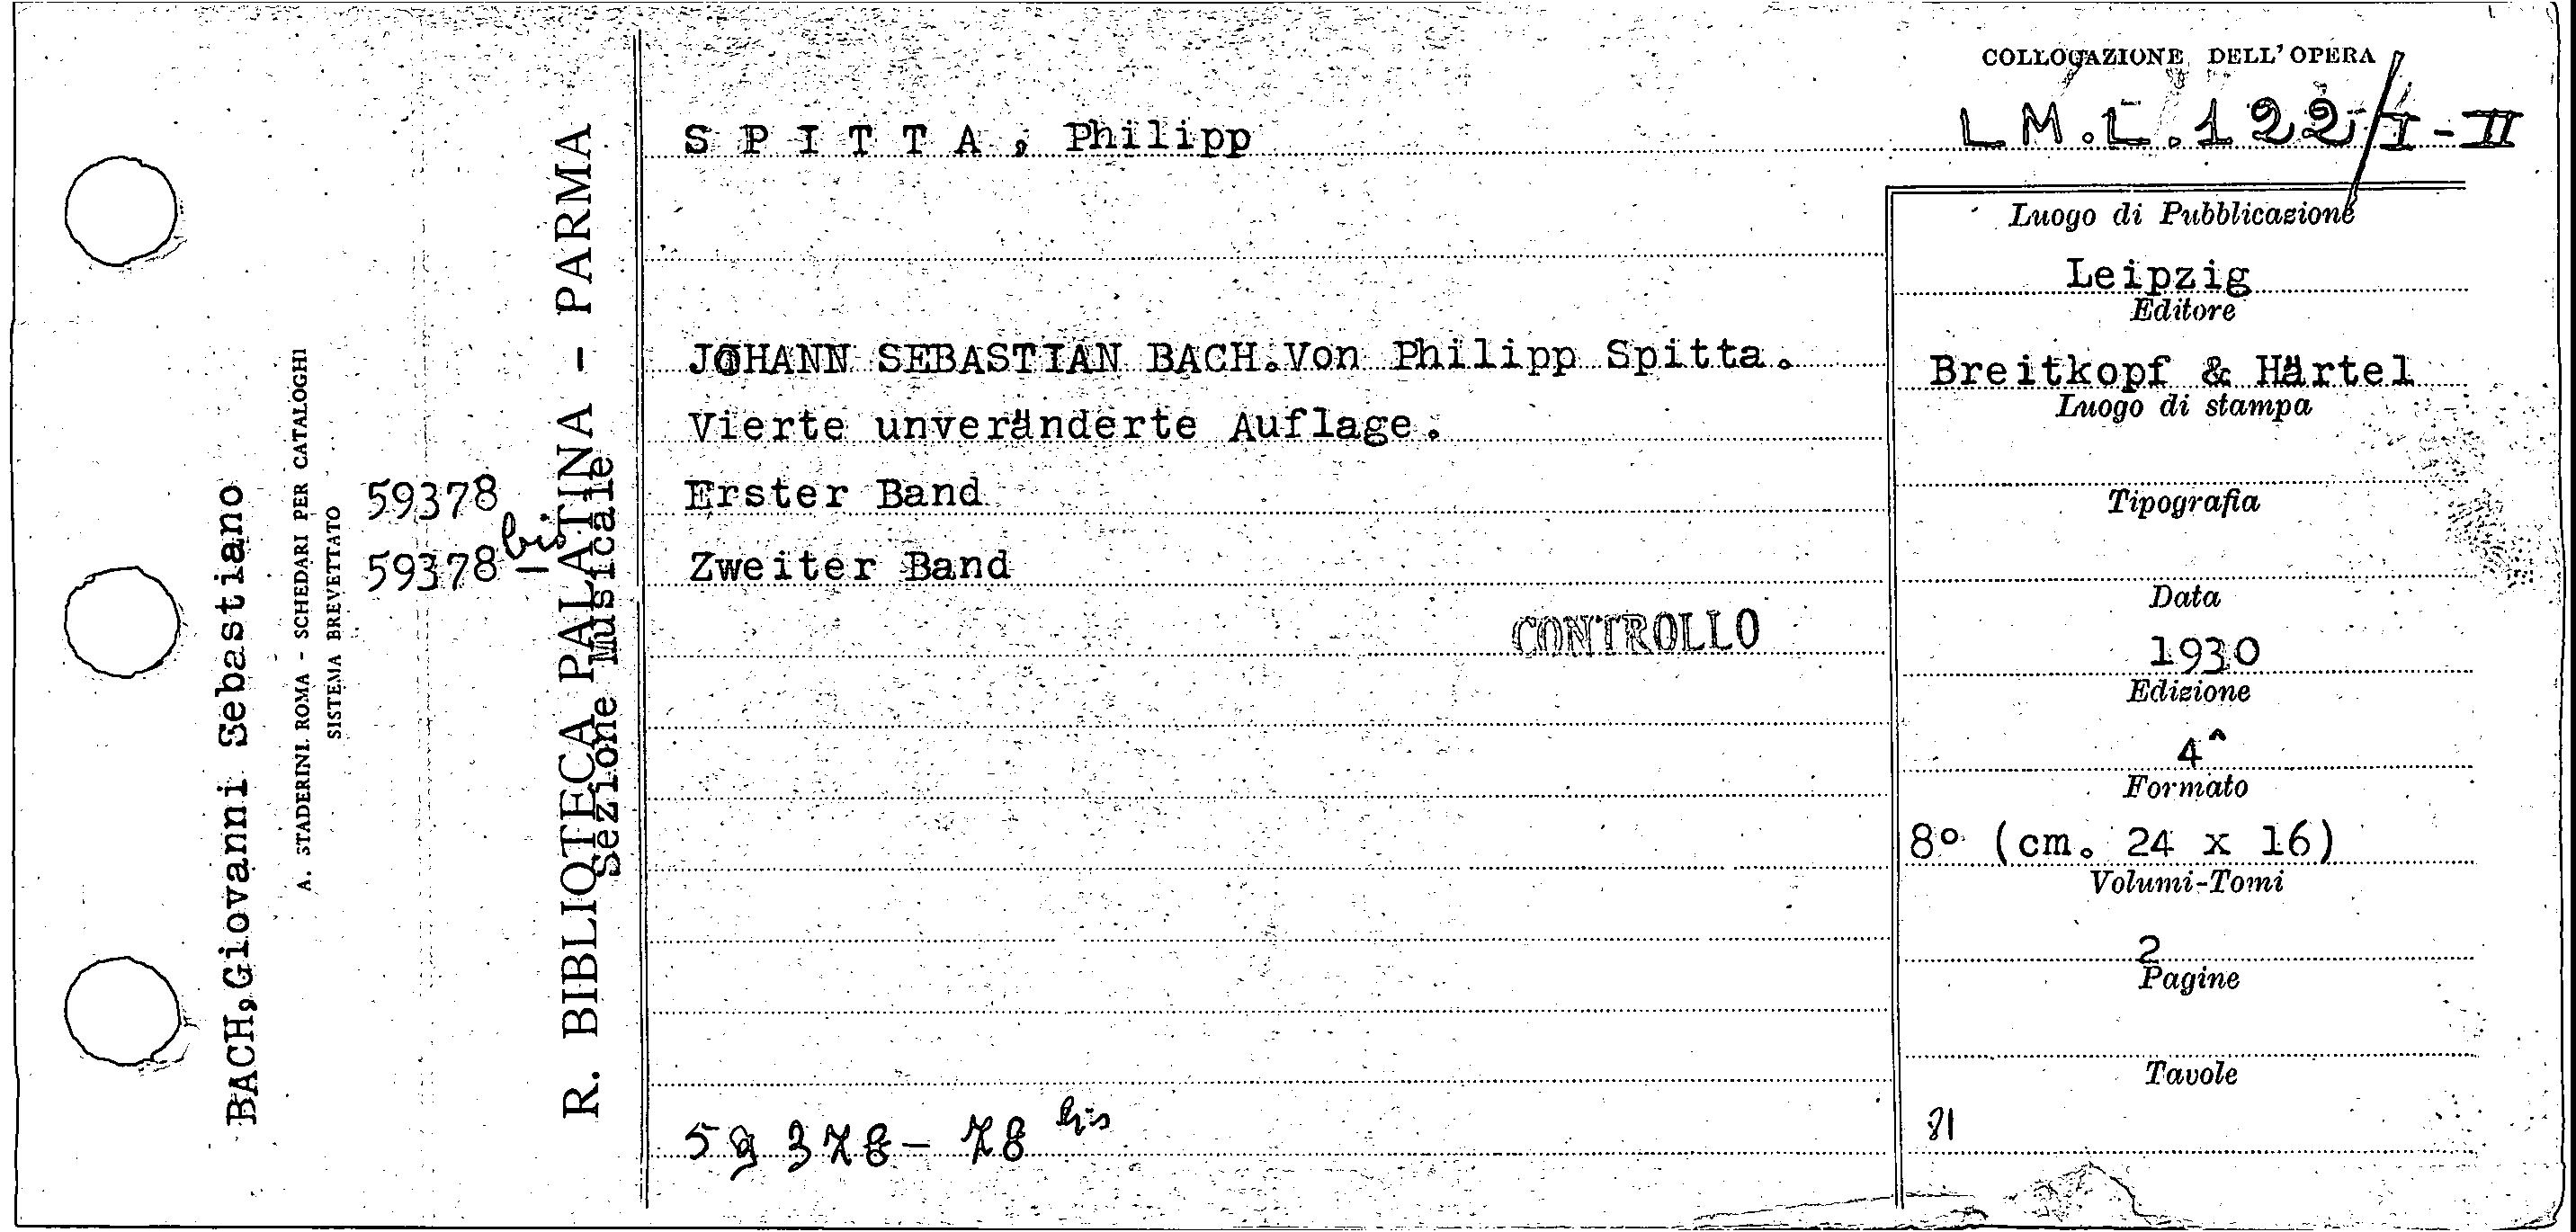 COLLOCAZIONE DELL'OPERA
L M.L.122/I-II
S P I T T A , Philipp
JOHANN SEBASTIAN BACH.Von Philipp Spitta.
Vierte unveränderte Auflage.
Erster Band
Zweiter Band
CONTROLLO
59378-78 bis
Luogo di Pubblicazione
Leipzig
Editore
Breitkopf & Härtel
Luogo di stampa
Tipografia
Data
1930
Edizione
4^
Formato
8° (cm. 24 x 16)
Volumi-Tomi
2
Pagine
Tavole
81
59378
59378 bis
BACH,Giovanni Sebastiano
A. STADERINI. ROMA - SCHEDARI PER CATALOGHI
SISTEMA BREVETTATO
R. BIBLIOTECA PALATINA - PARMA
Sezione Musicale